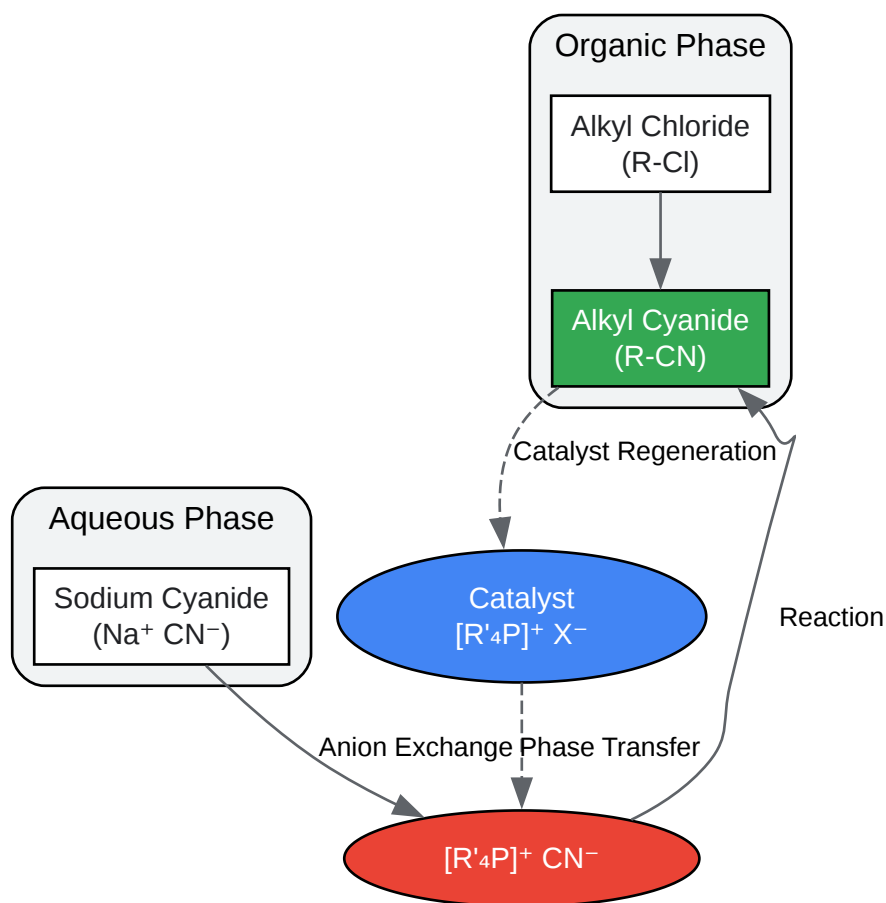 Organic Phase
Alkyl Chloride
(R-Cl)
Alkyl Cyanide
(R-CN)
Catalyst Regeneration
Aqueous Phase
Sodium Cyanide
(Na⁺ CN⁻)
Catalyst
[R'₄P]⁺ X⁻
Reaction
Anion Exchange
Phase Transfer
[R'₄P]⁺ CN⁻